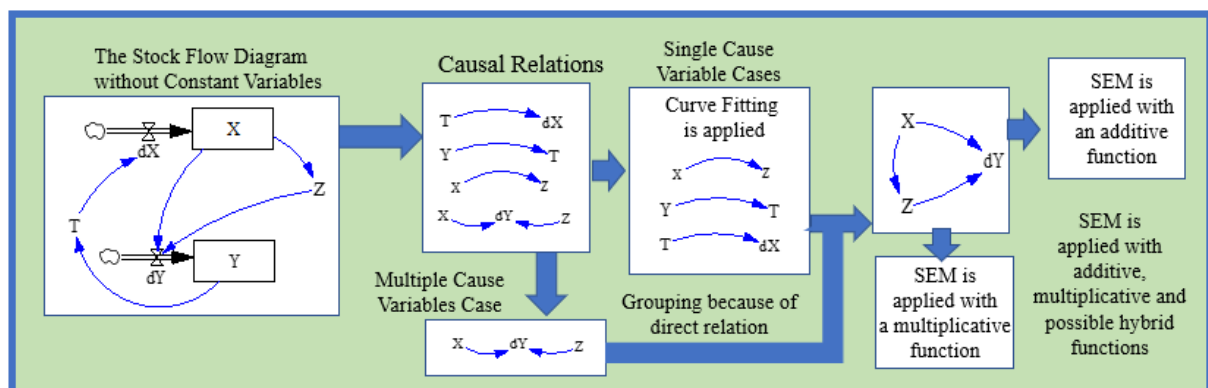 The Stock Flow Diagram
without Constant Variables
X
dX
Z
T
dY
Y
Causal Relations
T dX
Y T
X Z
X dY Z
Multiple Cause
Variables Case
X dY Z
Single Cause
Variable Cases
Curve Fitting
is applied
X Z
Y T
T dX
Grouping because of
direct relation
X
dY
Z
SEM is
applied with
an additive
function
SEM is
applied with
a multiplicative
function
SEM is
applied with
additive,
multiplicative and
possible hybrid
functions